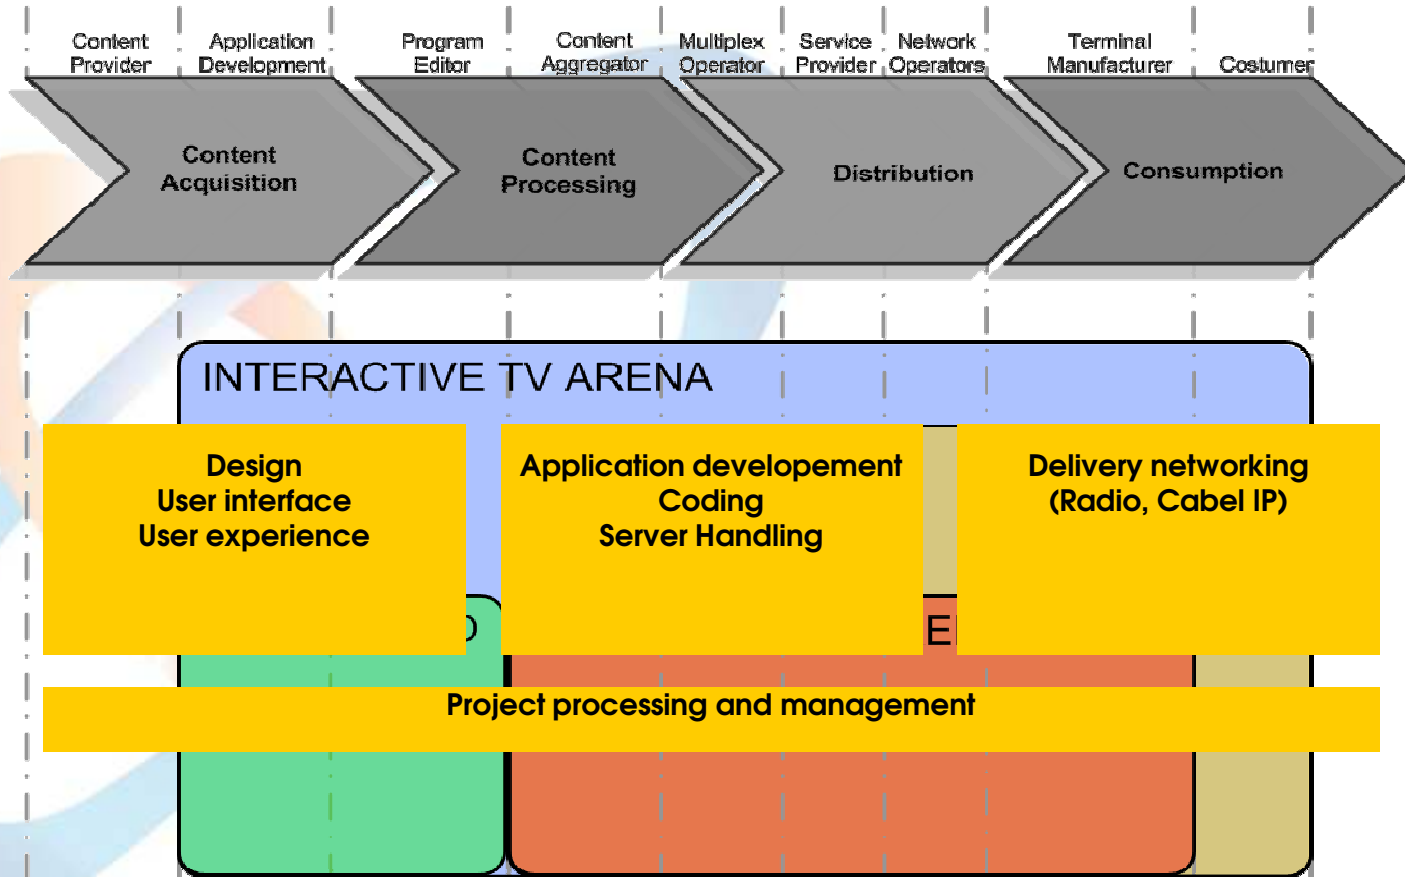 Content Provider
Application Development
Program Editor
Content Aggregator
Multiplex Operator
Service Provider
Network Operators
Terminal Manufacturer
Costumer
Content
Acquisition
Content
Processing
Distribution
Consumption
INTERACTIVE TV ARENA
Design
User interface
User experience
Application developement
Coding
Server Handling
Delivery networking
(Radio, Cabel IP)
Project processing and management